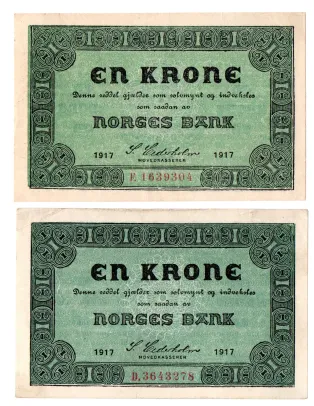 EN KRONE
Denne seddel gjælder som solvmynt og indveksles
som saadan av
NORGES BANK
1917 1917
HOVEDKASSERER
F.1639304
EN KRONE
Denne seddel gjælder som solvmynt og indveksles
som saadan av
NORGES BANK
1917 1917
HOVEDKASSERER
D.3643278